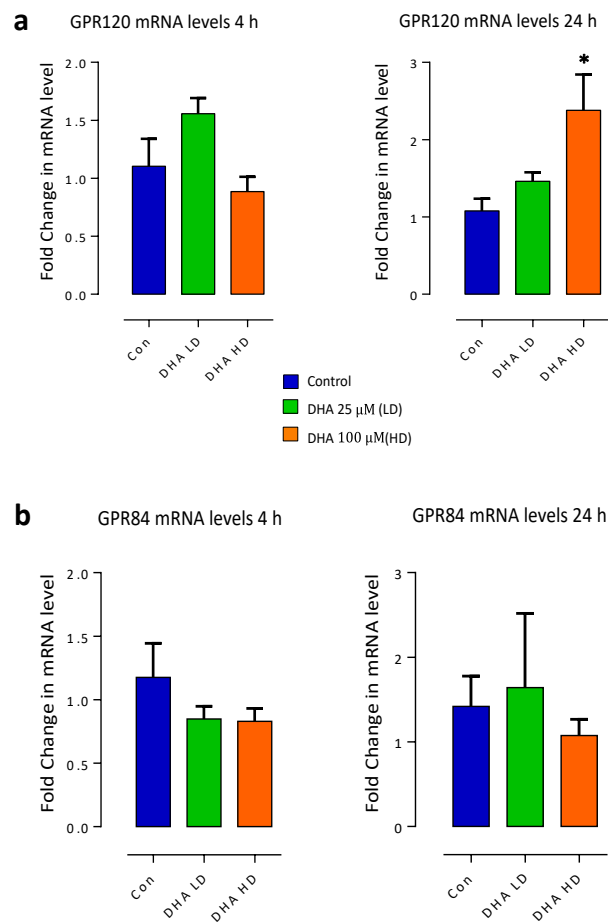 a
GPR120 mRNA levels 4 h
Fold Change in mRNA level
2.0
1.5
1.0
0.5
0.0
Con
DHA LD
DHA HD
GPR120 mRNA levels 24 h
Fold Change in mRNA level
3
2
1
0
*
Con
DHA LD
DHA HD
Control
DHA 25 µM (LD)
DHA 100 µM(HD)
b
GPR84 mRNA levels 4 h
Fold Change in mRNA level
2.0
1.5
1.0
0.5
0.0
Con
DHA LD
DHA HD
GPR84 mRNA levels 24 h
Fold Change in mRNA level
3
2
1
0
Con
DHA LD
DHA HD